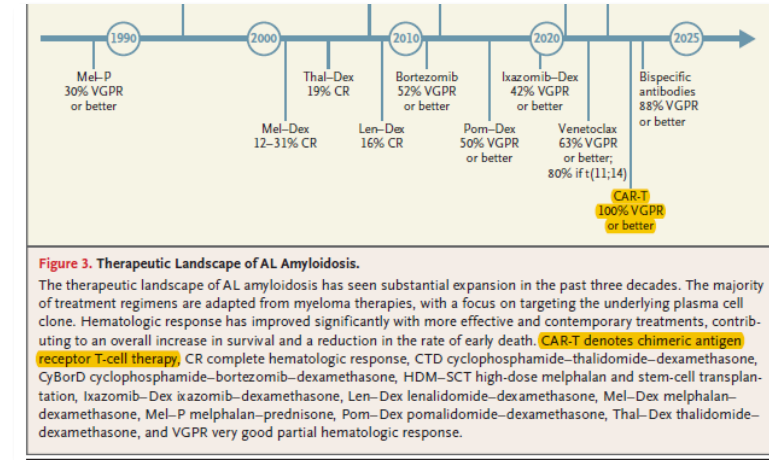 1990
2000
2010
2020
2025
Mel–P
30% VGPR
or better
Thal–Dex
19% CR
Bortezomib
52% VGPR
or better
Ixazomib–Dex
42% VGPR
or better
Bispecific
antibodies
88% VGPR
or better
Mel–Dex
12–31% CR
Len–Dex
16% CR
Pom–Dex
50% VGPR
or better
Venetoclax
63% VGPR
or better;
80% if t(11;14)
CAR-T
100% VGPR
or better
Figure 3. Therapeutic Landscape of AL Amyloidosis.
The therapeutic landscape of AL amyloidosis has seen substantial expansion in the past three decades. The majority
of treatment regimens are adapted from myeloma therapies, with a focus on targeting the underlying plasma cell
clone. Hematologic response has improved significantly with more effective and contemporary treatments, contrib-
uting to an overall increase in survival and a reduction in the rate of early death. CAR-T denotes chimeric antigen
receptor T-cell therapy, CR complete hematologic response, CTD cyclophosphamide–thalidomide–dexamethasone,
CyBorD cyclophosphamide–bortezomib–dexamethasone, HDM–SCT high-dose melphalan and stem-cell transplan-
tation, Ixazomib–Dex ixazomib–dexamethasone, Len–Dex lenalidomide–dexamethasone, Mel–Dex melphalan–
dexamethasone, Mel–P melphalan–prednisone, Pom–Dex pomalidomide–dexamethasone, Thal–Dex thalidomide–
dexamethasone, and VGPR very good partial hematologic response.